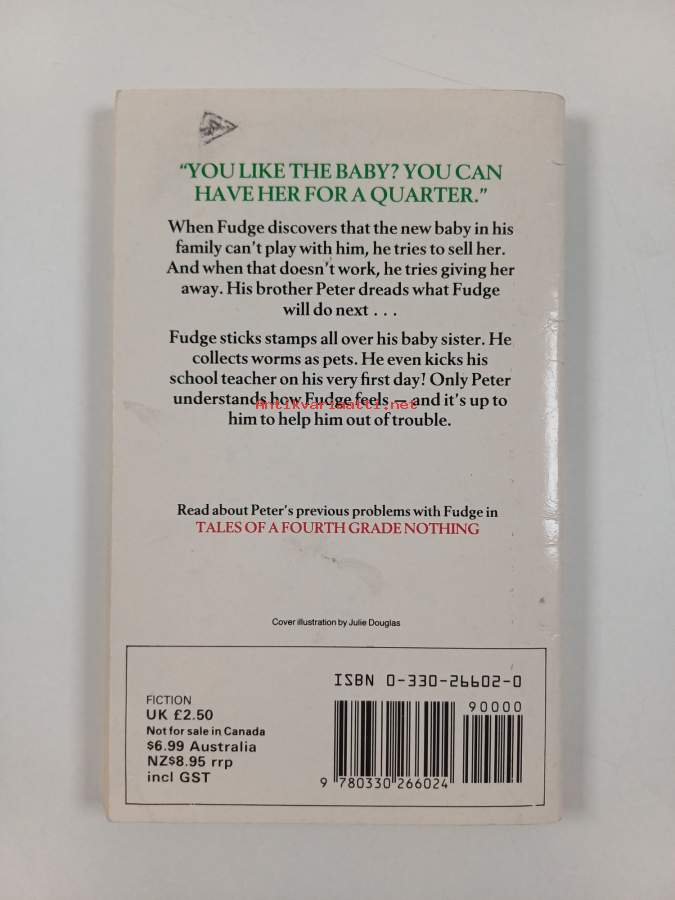 “YOU LIKE THE BABY? YOU CAN
HAVE HER FOR A QUARTER.”
When Fudge discovers that the new baby in his
family can’t play with him, he tries to sell her.
And when that doesn’t work, he tries giving her
away. His brother Peter dreads what Fudge
will do next . . .
Fudge sticks stamps all over his baby sister. He
collects worms as pets. He even kicks his
school teacher on his very first day! Only Peter
understands how Fudge feels — and it’s up to
Antikvariaatti.net
him to help him out of trouble.
Read about Peter’s previous problems with Fudge in
TALES OF A FOURTH GRADE NOTHING
Cover illustration by Julie Douglas
ISBN 0-330-26602-0
90000
FICTION
UK £2.50
Not for sale in Canada
$6.99 Australia
NZ$8.95 rrp
incl GST
9 780330 266024